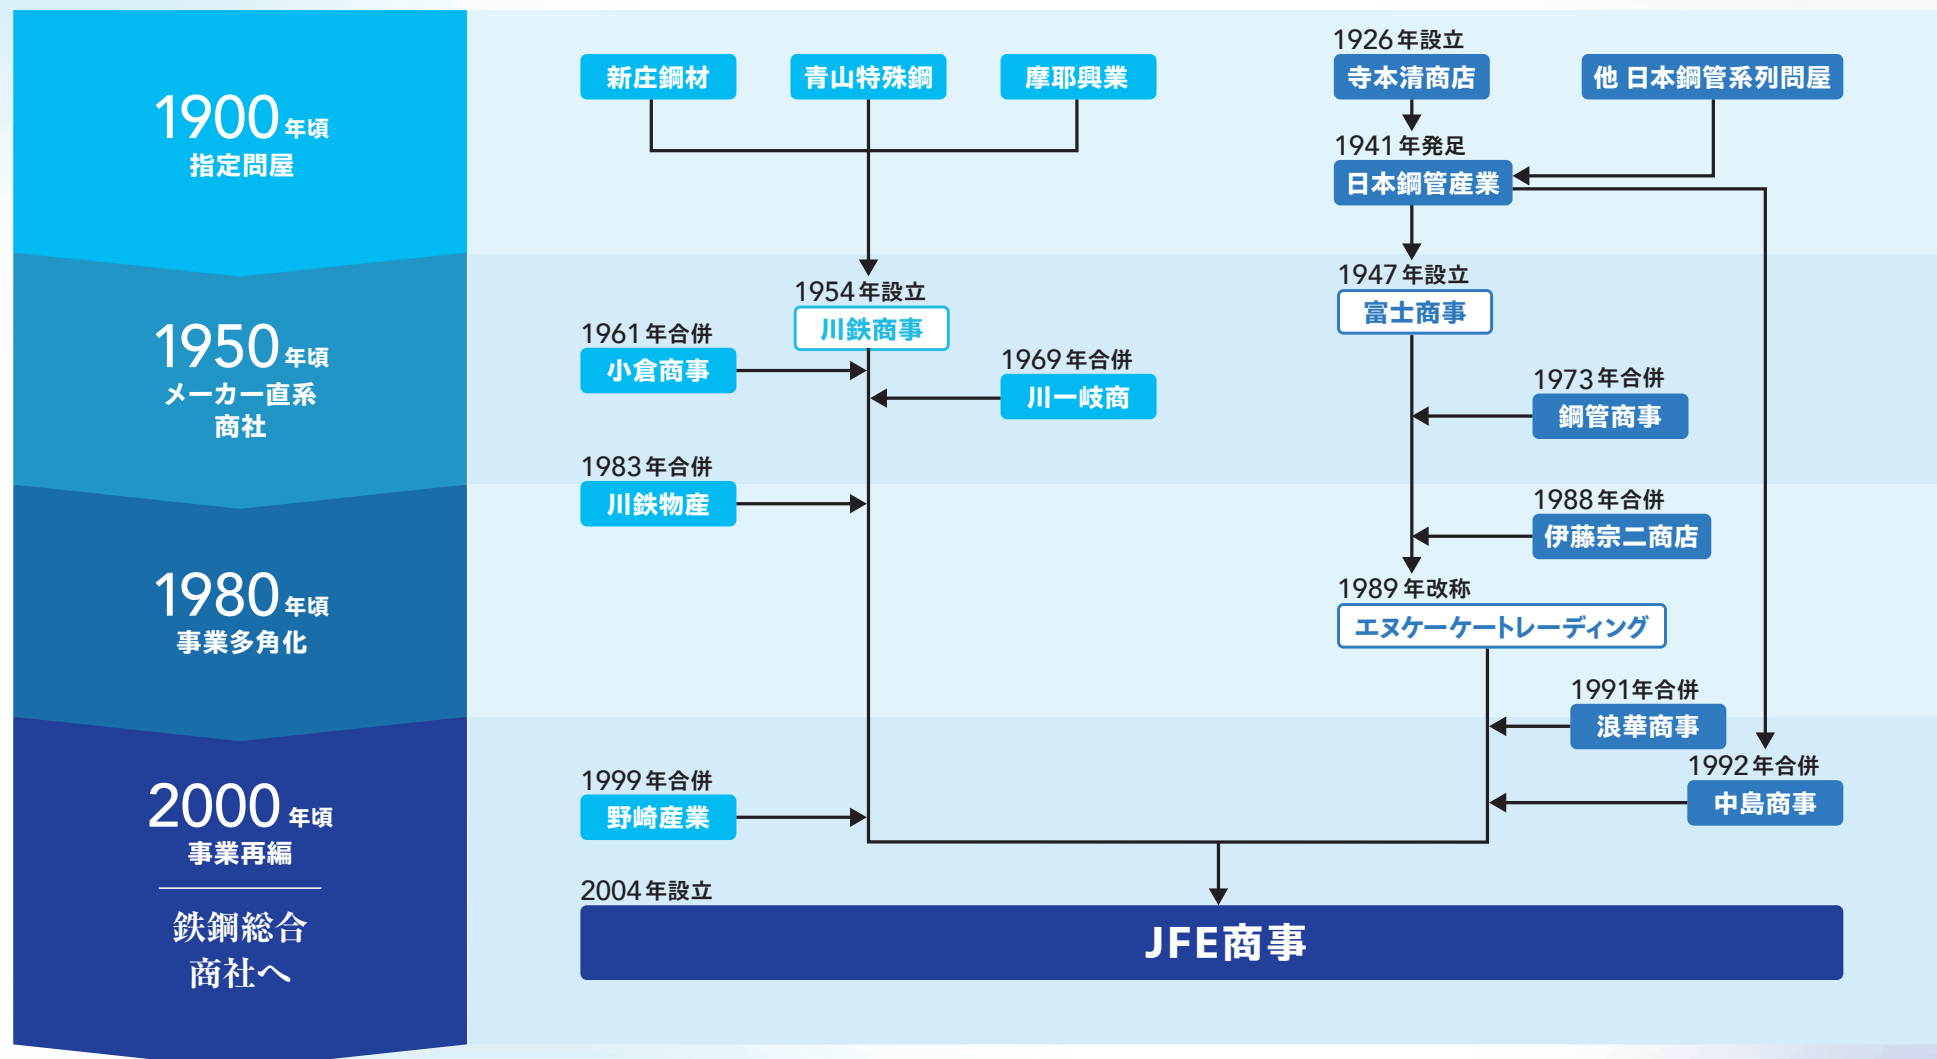 1900年頃
指定問屋
新庄鋼材
青山特殊鋼
摩耶興業
1926年設立
寺本清商店
他 日本鋼管系列問屋
1941年発足
日本鋼管産業
1950年頃
メーカー直系
商社
1954年設立
川鉄商事
1947年設立
富士商事
1961年合併
小倉商事
1969年合併
川一岐商
1973年合併
鋼管商事
1980年頃
事業多角化
1983年合併
川鉄物産
1988年合併
伊藤宗二商店
1989年改称
エヌケーケートレーディング
1991年合併
浪華商事
1992年合併
中島商事
2000年頃
事業再編
鉄鋼総合
商社へ
1999年合併
野崎産業
2004年設立
JFE商事